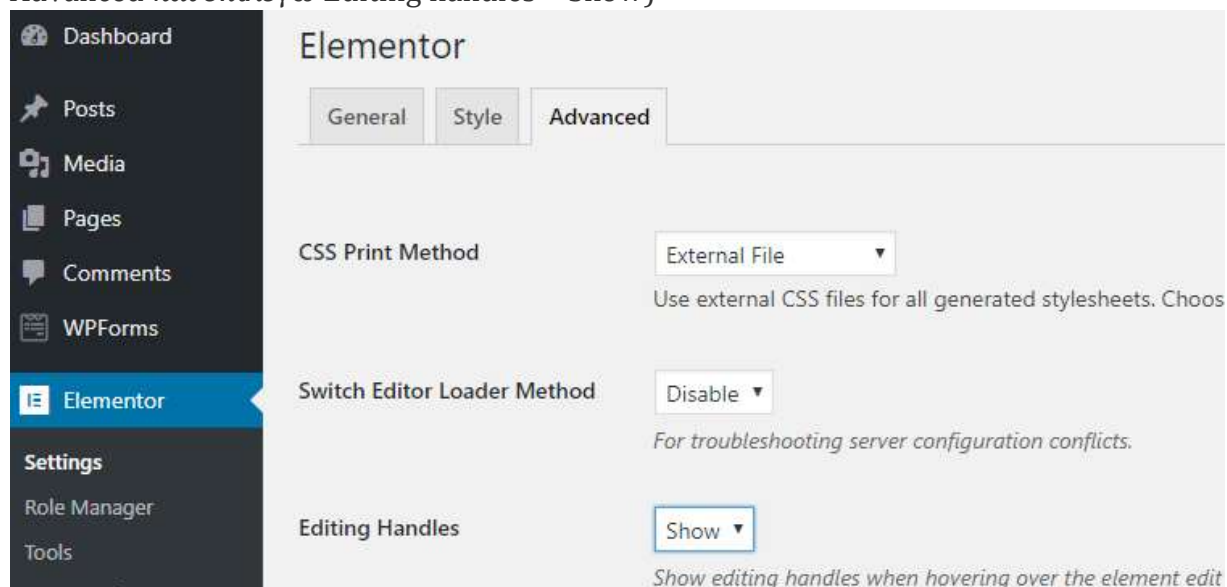 Dashboard
Posts
Media
Pages
Comments
WPForms
Elementor
Settings
Role Manager
Tools
Elementor
General Style Advanced
CSS Print Method External File
Use external CSS files for all generated stylesheets. Choos
Switch Editor Loader Method Disable
For troubleshooting server configuration conflicts.
Editing Handles Show
Show editing handles when hovering over the element edit